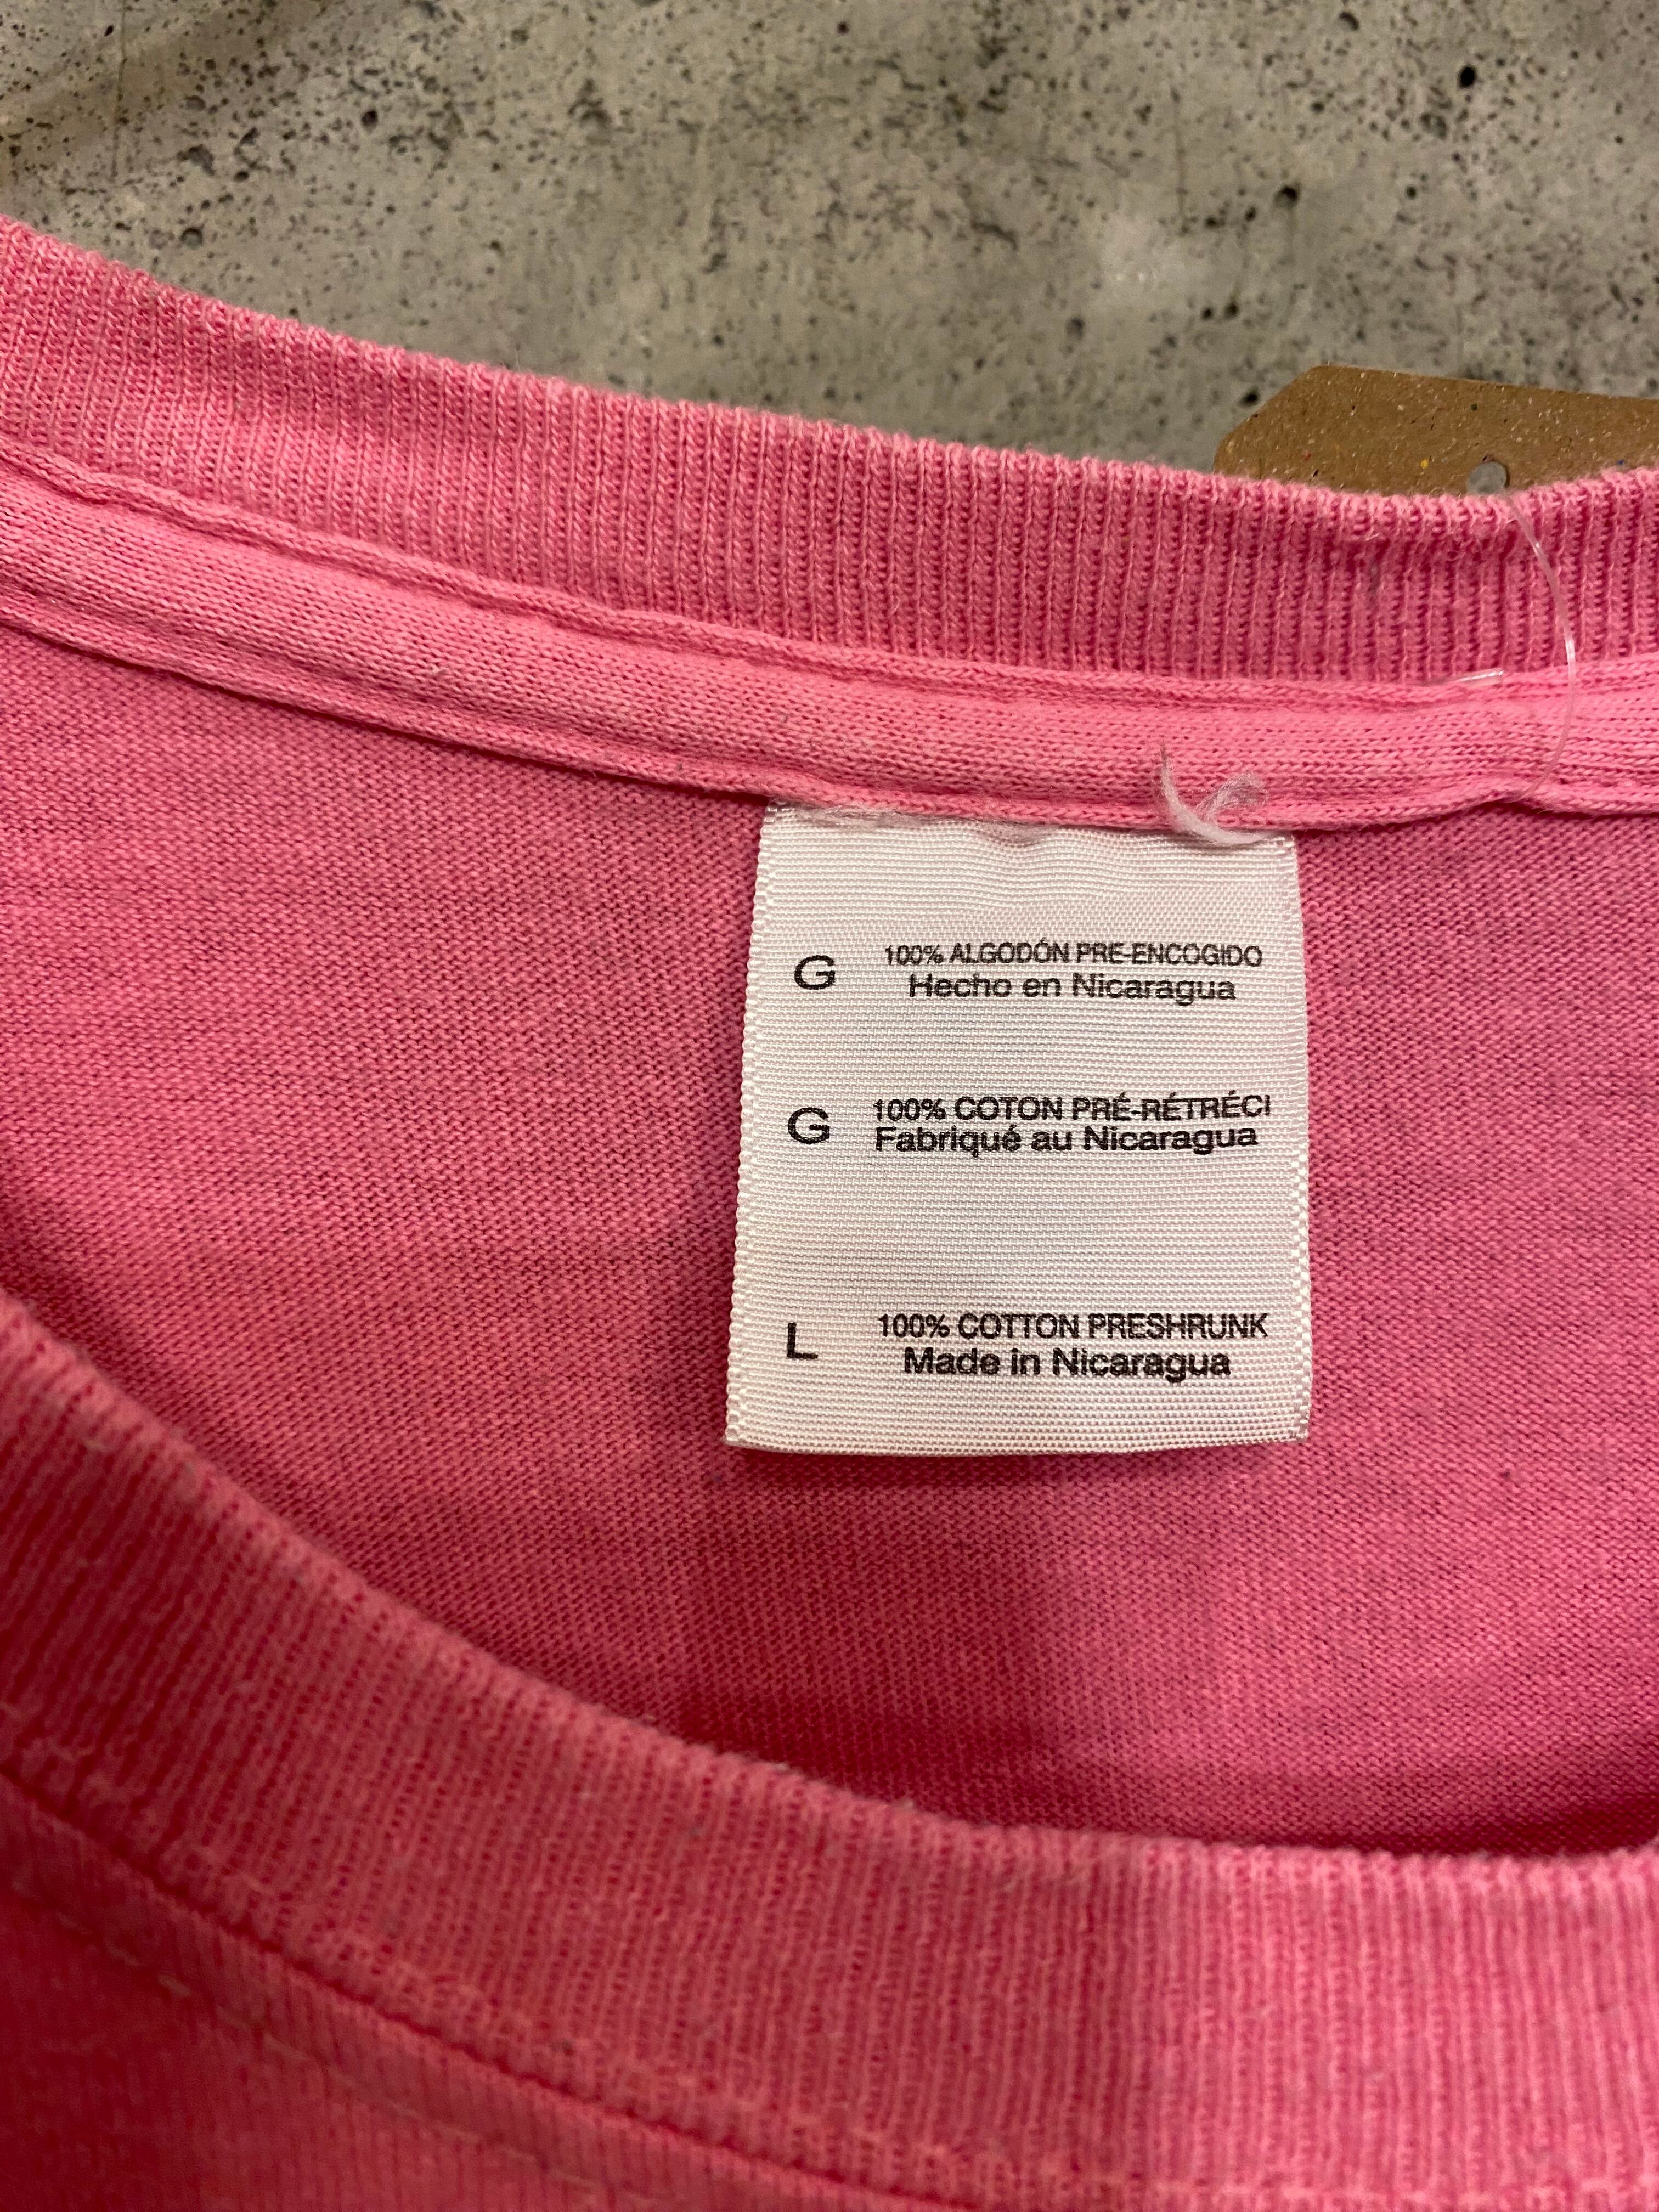 G 100% ALGODÓN PRE-ENCOGIDO
Hecho en Nicaragua
G 100% COTON PRÉ-RÉTRÉCI
Fabriqué au Nicaragua
L 100% COTTON PRESHRUNK
Made in Nicaragua